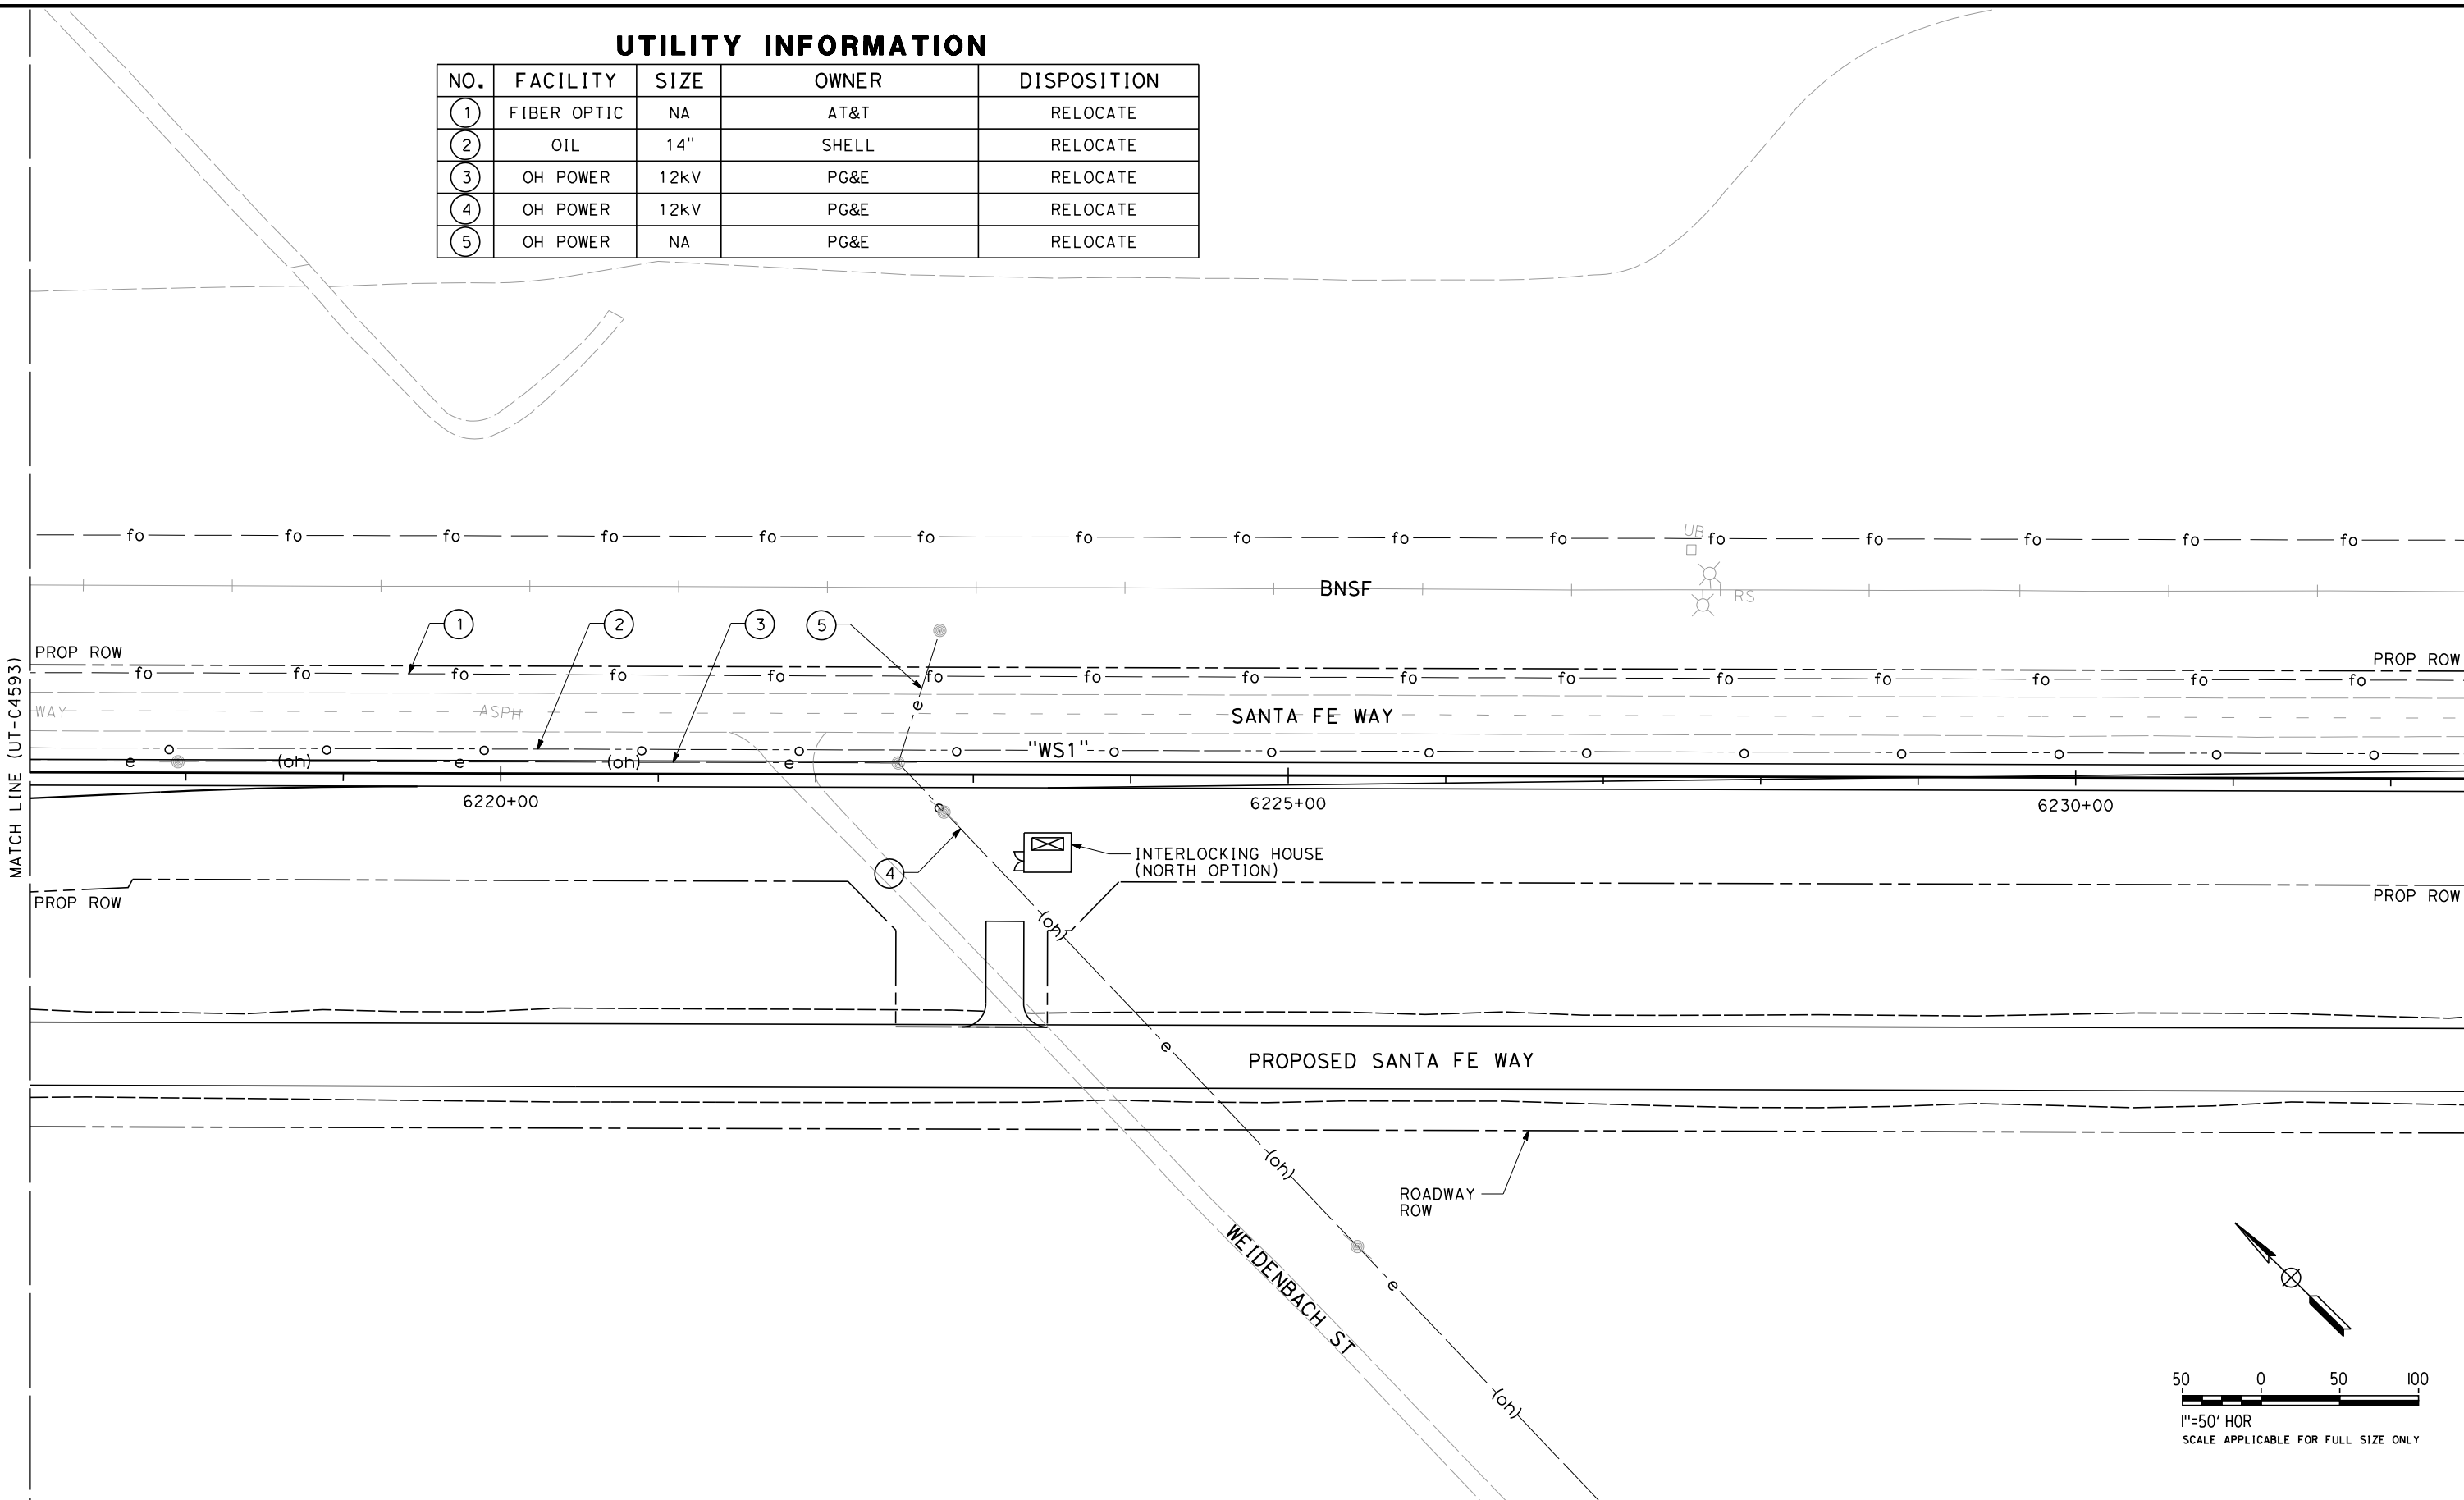 UTILITY INFORMATION
NO. FACILITY SIZE OWNER DISPOSITION
1 FIBER OPTIC NA AT&T RELOCATE
2 OIL 14" SHELL RELOCATE
3 OH POWER 12kV PG&E RELOCATE
4 OH POWER 12kV PG&E RELOCATE
5 OH POWER NA PG&E RELOCATE
UB
fo fo fo fo fo fo fo fo fo fo fo fo fo fo fo
BNSF
RS
1 2 3 5
PROP ROW
PROP ROW
fo fo fo fo fo fo fo fo fo fo fo fo fo fo fo
WAY ASPH e SANTA FE WAY
"WS1"
e (oh) e (oh) e
6220+00 6225+00 6230+00
e
MATCH LINE (UT-C4593)
INTERLOCKING HOUSE
(NORTH OPTION)
4
PROP ROW
PROP ROW
(oh)
e
PROPOSED SANTA FE WAY
(oh)
ROADWAY
ROW
WEIDENBACH ST
e
(oh)
50 0 50 100
1"=50' HOR
SCALE APPLICABLE FOR FULL SIZE ONLY